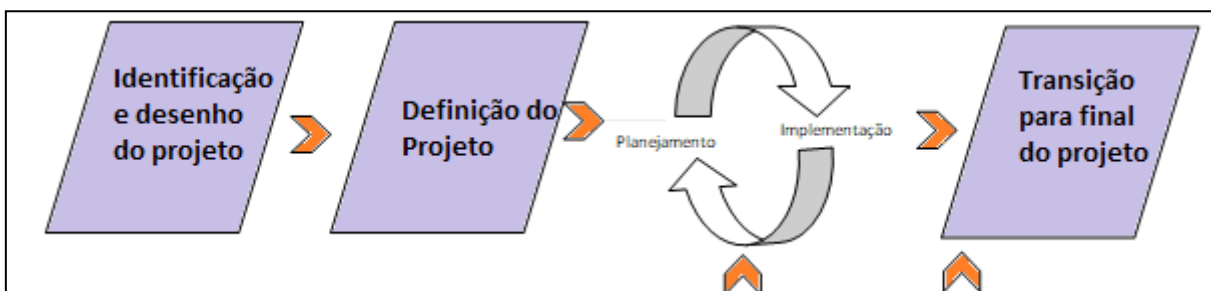 Identificação
e desenho
do projeto
Definição do
Projeto
Planejamento
Implementação
Transição
para final
do projeto